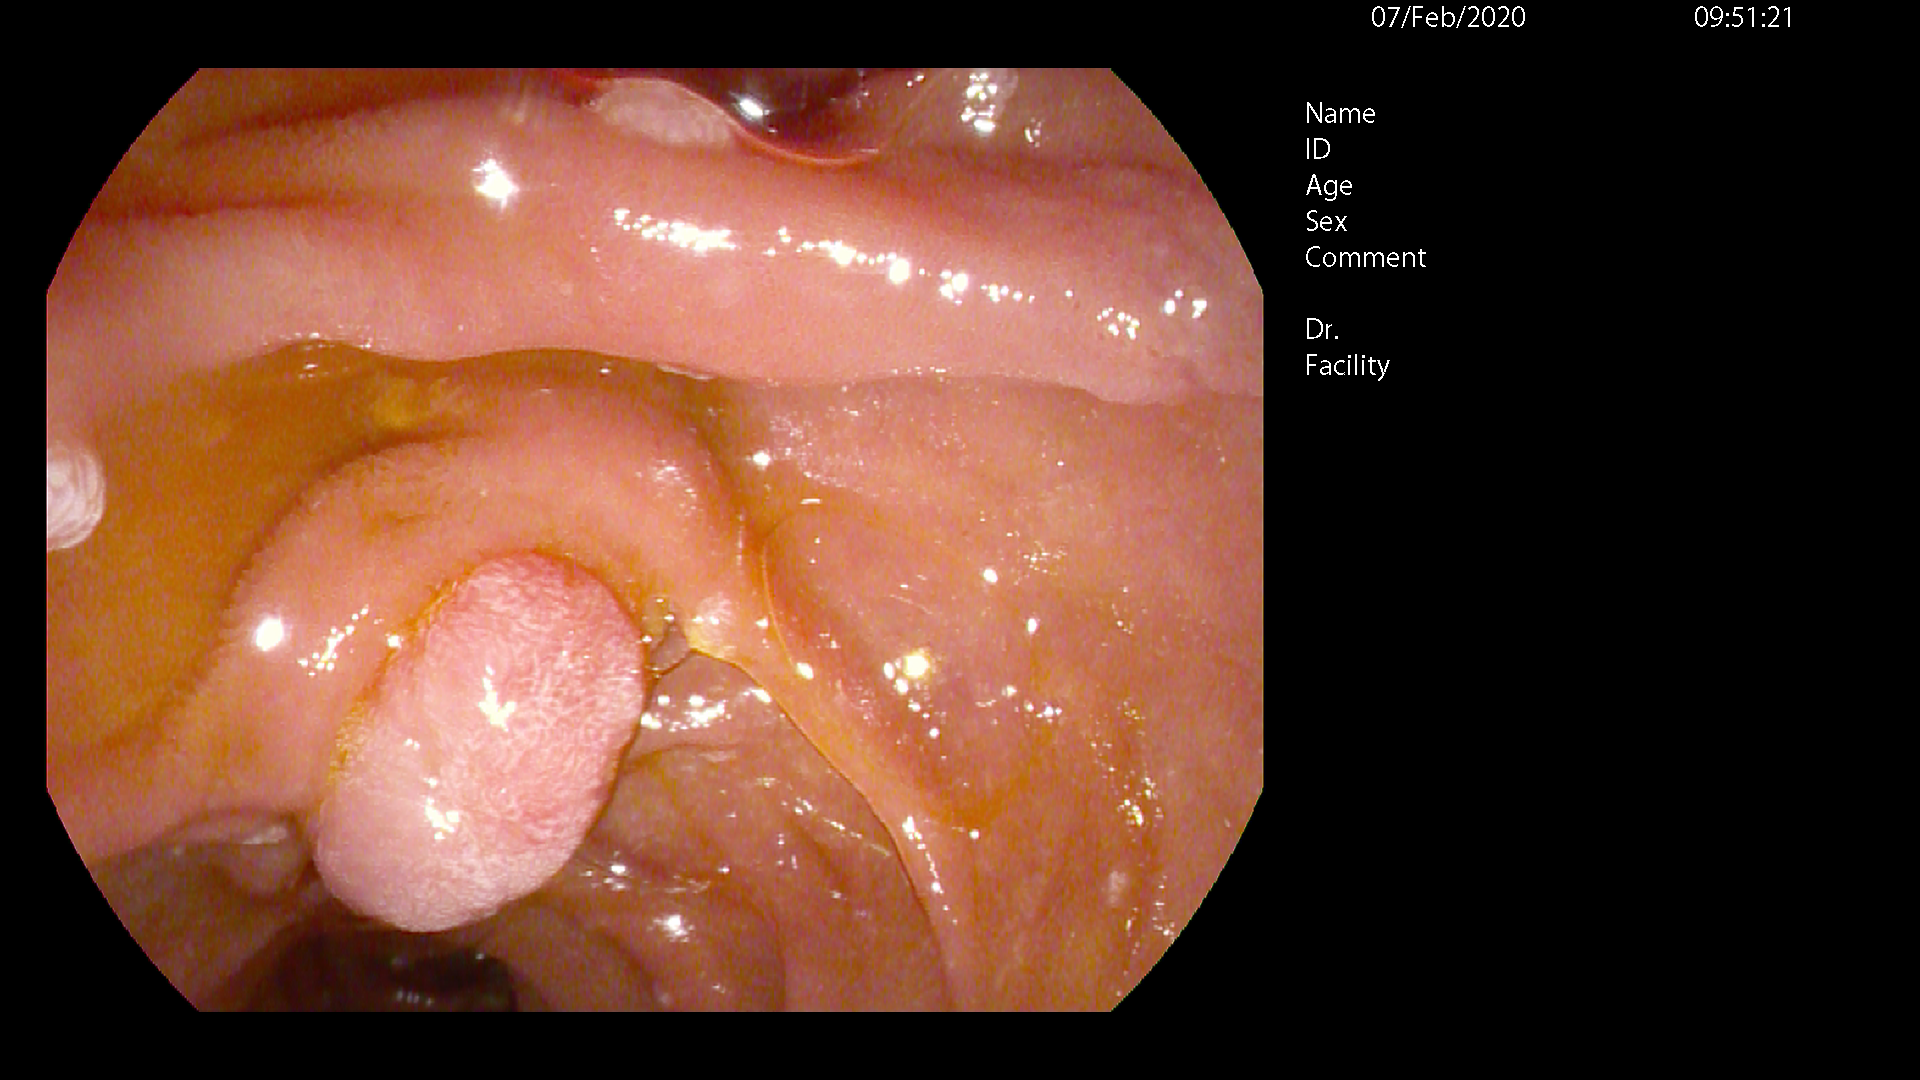 07/Feb/2020 09:51:21
Name
ID
Age
Sex
Comment
Dr.
Facility